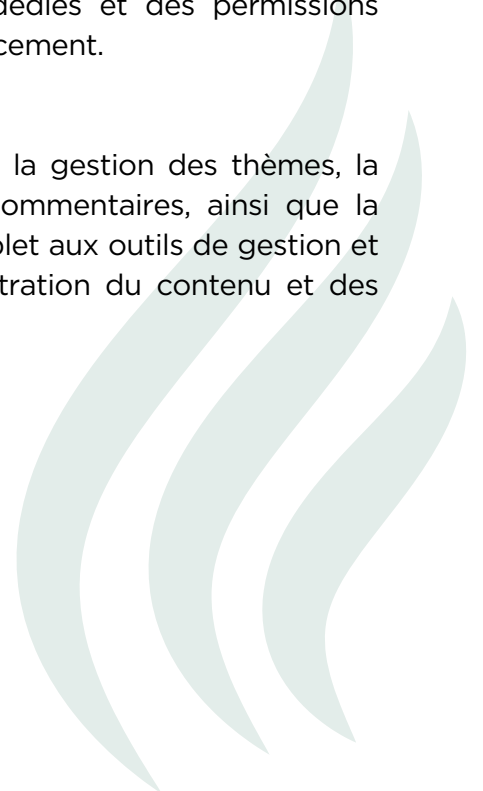 dédiés et des permissions
cement.
la gestion des thèmes, la
ommentaires, ainsi que la
let aux outils de gestion et
tration du contenu et des